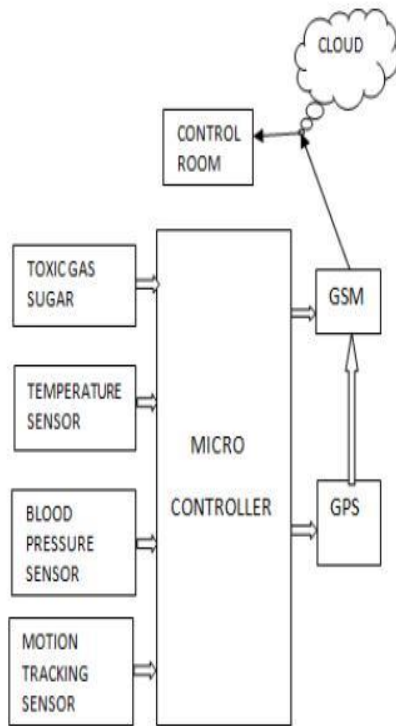 CLOUD
CONTROL
ROOM
TOXIC GAS
SUGAR
GSM
TEMPERATURE
SENSOR
MICRO
CONTROLLER
BLOOD
PRESSURE
SENSOR
GPS
MOTION
TRACKING
SENSOR